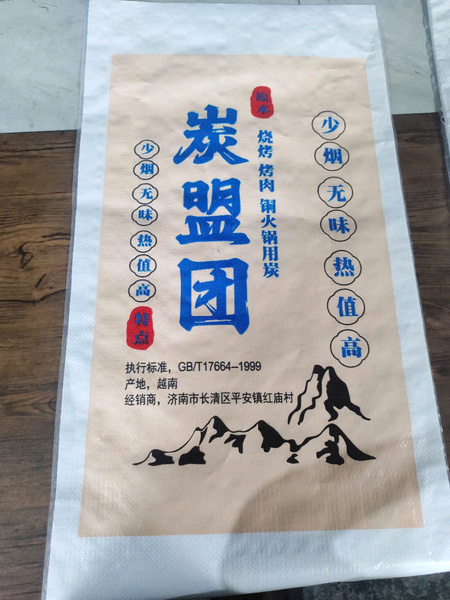 少烟无味热值高
烧烤 烤肉 铜火锅用炭
炭盟团
少烟无味热值高
特点
执行标准，GB/T17664--1999
产地，越南
经销商，济南市长清区平安镇红庙村